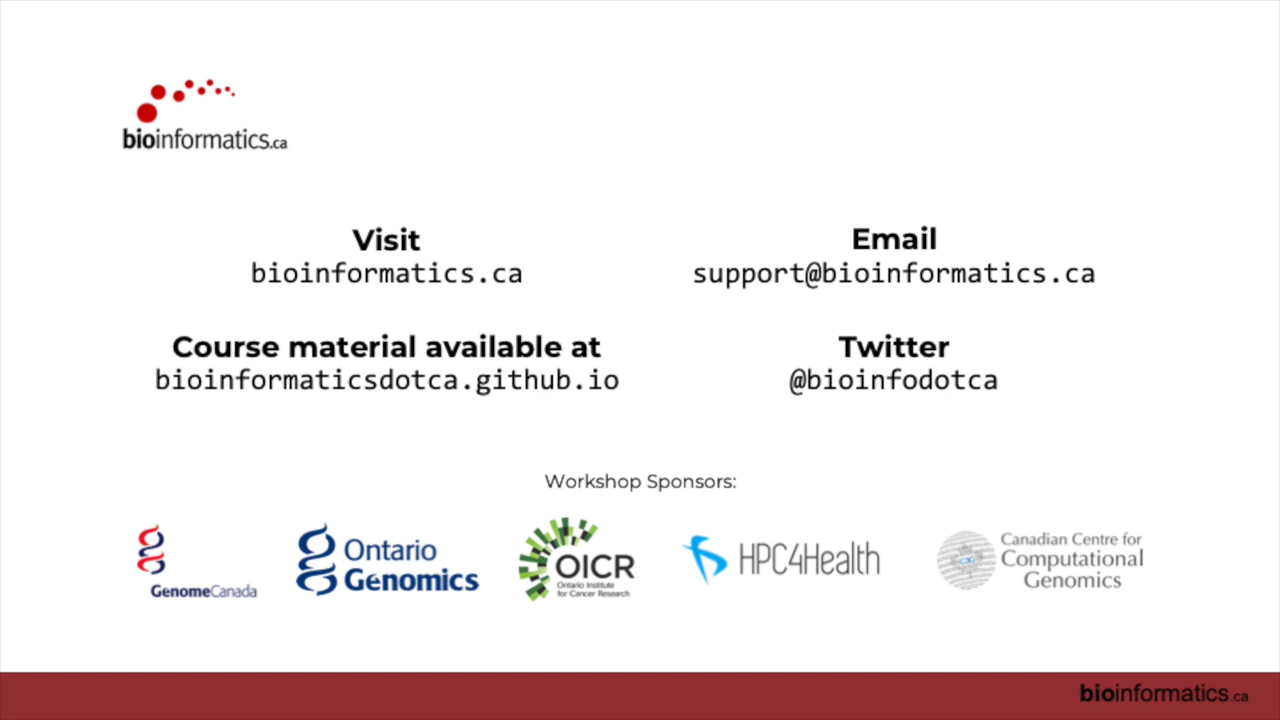 bioinformatics.ca
Visit
bioinformatics.ca
Email
support@bioinformatics.ca
Course material available at
bioinformaticsdotca.github.io
Twitter
@bioinfodotca
Workshop Sponsors:
GenomeCanada
Ontario
Genomics
OICR
Ontario Institute
for Cancer Research
HPC4Health
Canadian Centre for
Computational
Genomics
bioinformatics.ca